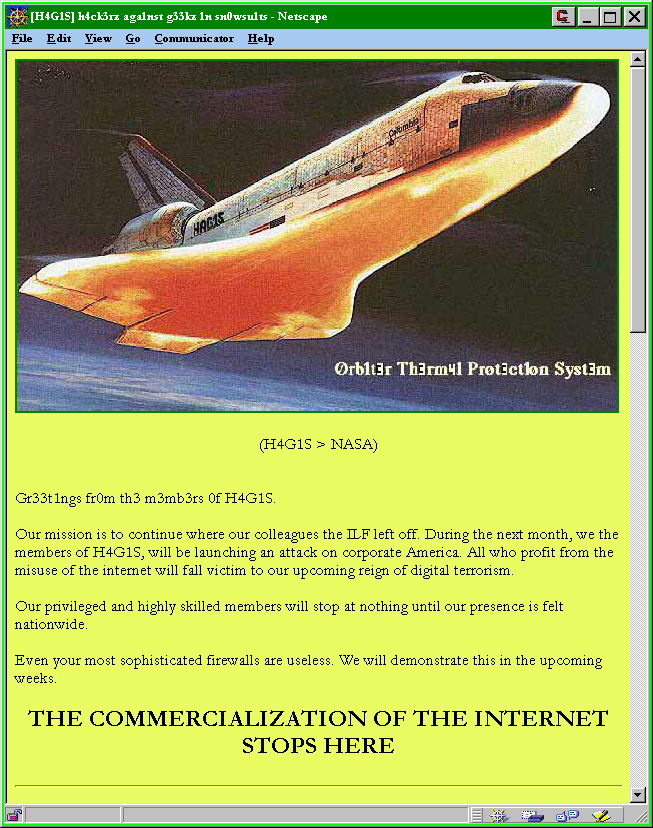 [H4G1S] h4ck3rz aga1nst g33kz 1n sn0wsu1ts - Netscape
File Edit View Go Communicator Help
Columbia
HAG1S
Ørb1tƎr ThƎrm4l ProtƎct1øn SystƎm
(H4G1S > NASA)
Gr33t1ngs fr0m th3 m3mb3rs 0f H4G1S.
Our mission is to continue where our colleagues the ILF left off. During the next month, we the
members of H4G1S, will be launching an attack on corporate America. All who profit from the
misuse of the internet will fall victim to our upcoming reign of digital terrorism.
Our privileged and highly skilled members will stop at nothing until our presence is felt
nationwide.
Even your most sophisticated firewalls are useless. We will demonstrate this in the upcoming
weeks.
THE COMMERCIALIZATION OF THE INTERNET
STOPS HERE